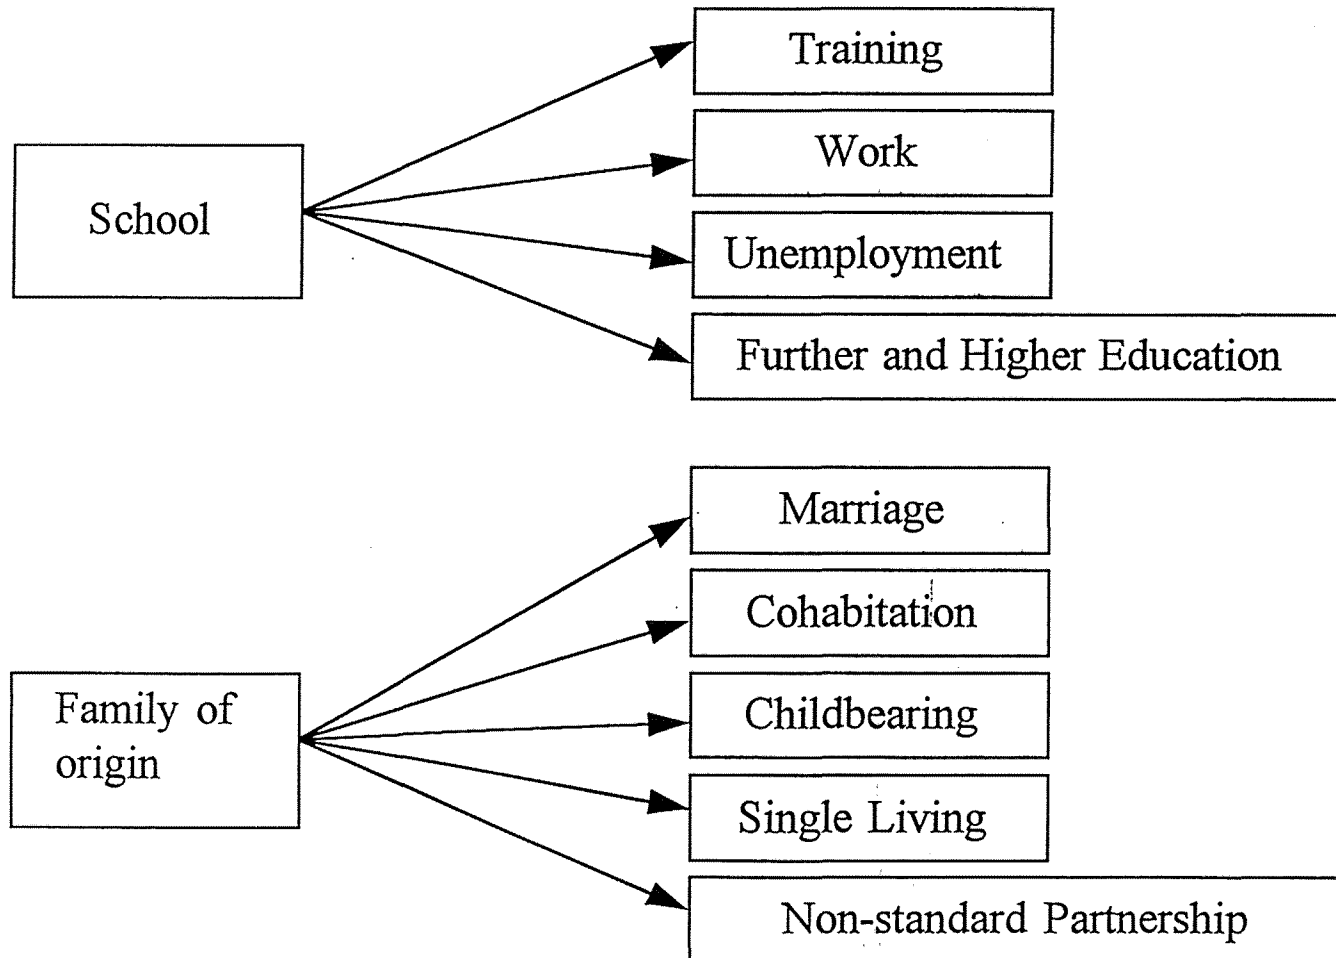 Training
Work
School
Unemployment
Further and Higher Education
Marriage
Cohabitation
Family of
origin
Childbearing
Single Living
Non-standard Partnership